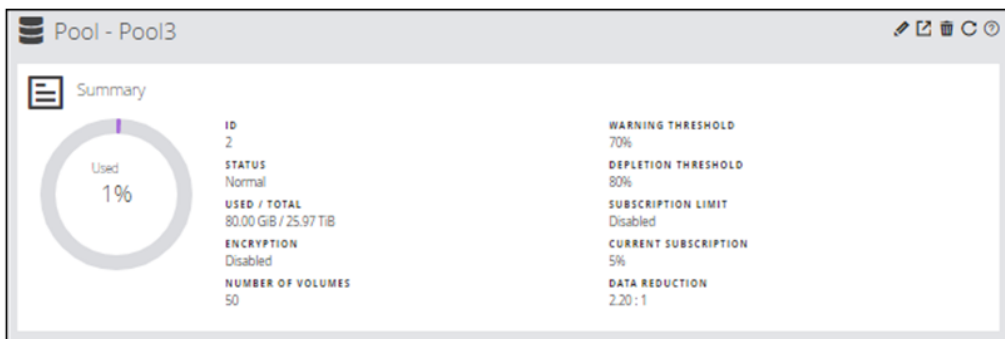 Pool - Pool3
Summary
Used
1%
ID
2
STATUS
Normal
USED / TOTAL
80.00 GiB / 25.97 TiB
ENCRYPTION
Disabled
NUMBER OF VOLUMES
50
WARNING THRESHOLD
70%
DEPLETION THRESHOLD
80%
SUBSCRIPTION LIMIT
Disabled
CURRENT SUBSCRIPTION
5%
DATA REDUCTION
2.20 : 1